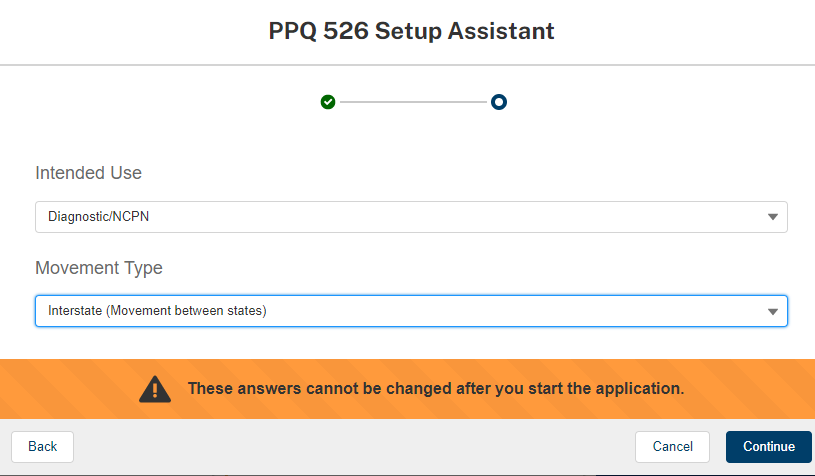 PPQ 526 Setup Assistant
Intended Use
Diagnostic/NCPN
Movement Type
Interstate (Movement between states)
These answers cannot be changed after you start the application.
Back
Cancel
Continue